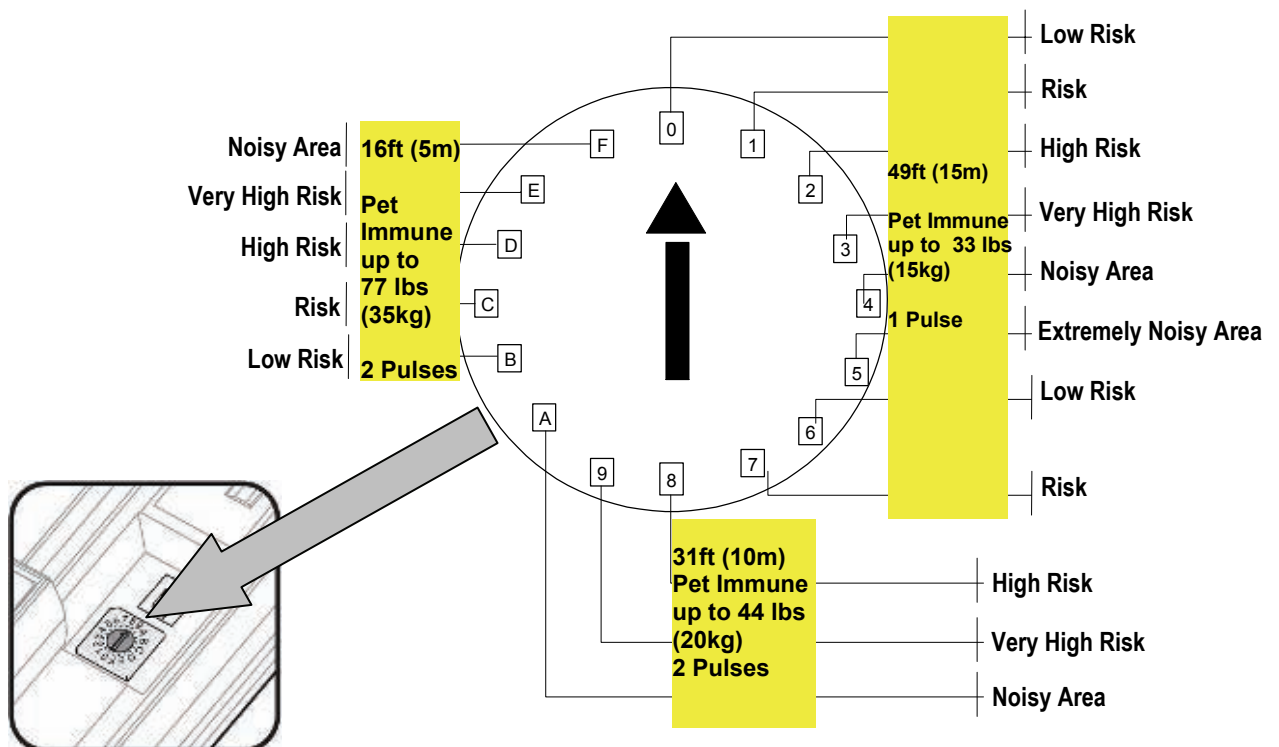 Low Risk
Risk
High Risk
Very High Risk
Noisy Area
Extremely Noisy Area
Low Risk
Risk
49ft (15m)
Pet Immune
up to 33 lbs
(15kg)
1 Pulse
0
1
2
3
4
5
6
7
8
9
A
B
C
D
E
F
Noisy Area
Very High Risk
High Risk
Risk
Low Risk
16ft (5m)
Pet
Immune
up to
77 lbs
(35kg)
2 Pulses
31ft (10m)
Pet Immune
up to 44 lbs
(20kg)
2 Pulses
High Risk
Very High Risk
Noisy Area